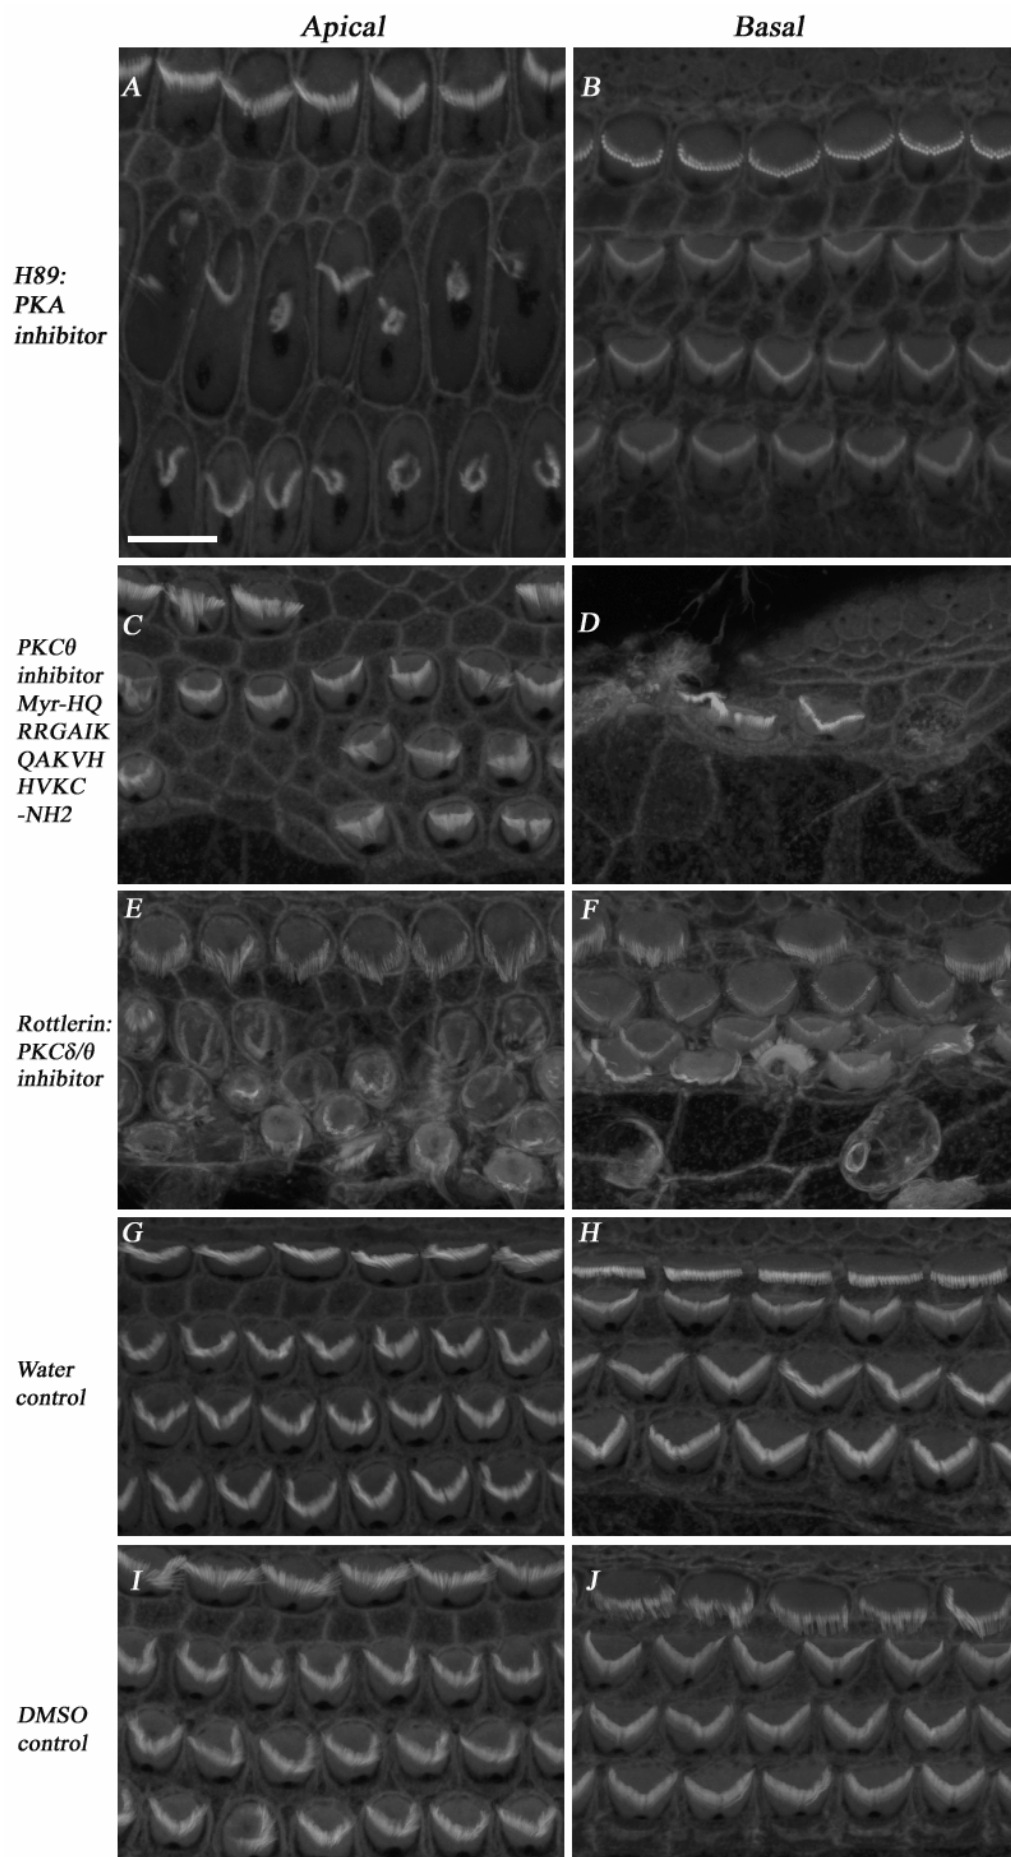 Apical
Basal
A
B
H89:
PKA
inhibitor
C
D
PKCθ
inhibitor
Myr-HQ
RRGAIK
QAKVH
HVKC
-NH2
E
F
Rottlerin:
PKCδ/θ
inhibitor
G
H
Water
control
I
J
DMSO
control